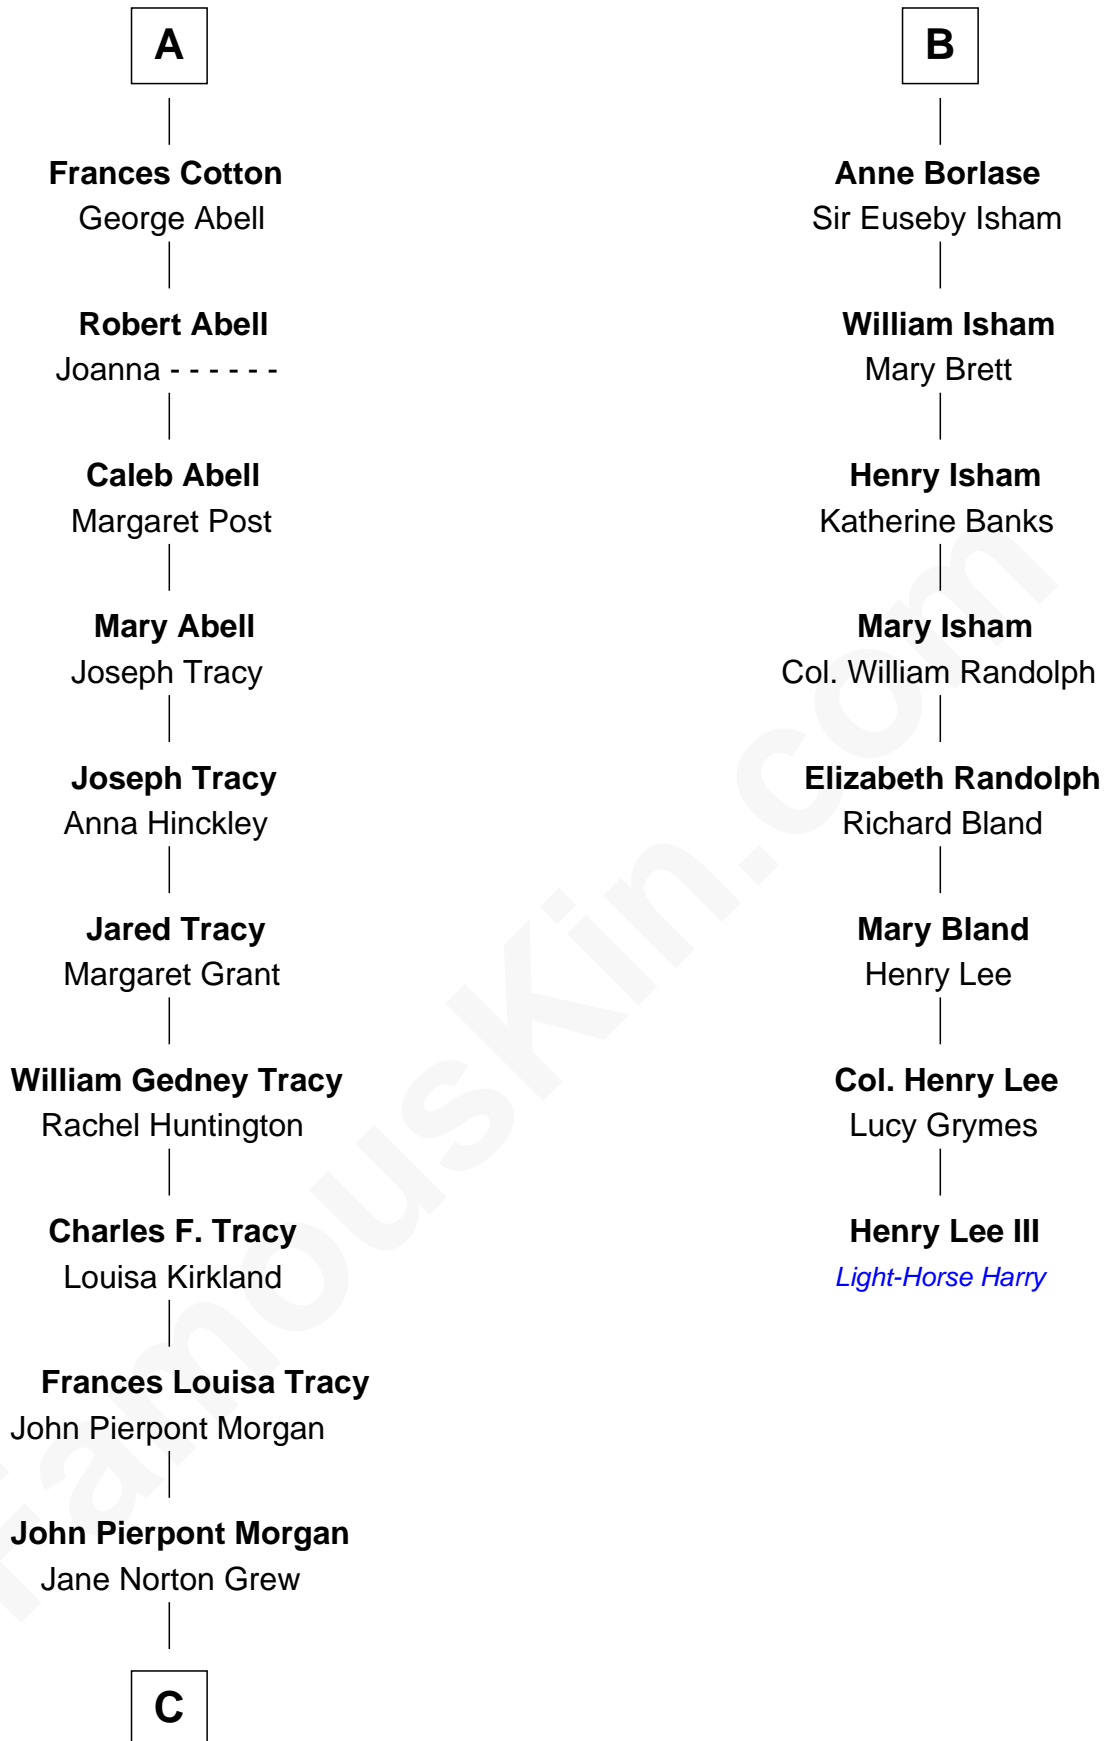 A
Frances Cotton
George Abell
Robert Abell
Joanna - - - - - -
Caleb Abell
Margaret Post
Mary Abell
Joseph Tracy
Joseph Tracy
Anna Hinckley
Jared Tracy
Margaret Grant
William Gedney Tracy
Rachel Huntington
Charles F. Tracy
Louisa Kirkland
Frances Louisa Tracy
John Pierpont Morgan
John Pierpont Morgan
Jane Norton Grew
C
B
Anne Borlase
Sir Euseby Isham
William Isham
Mary Brett
Henry Isham
Katherine Banks
Mary Isham
Col. William Randolph
Elizabeth Randolph
Richard Bland
Mary Bland
Henry Lee
Col. Henry Lee
Lucy Grymes
Henry Lee III
Light-Horse Harry
FamousKin.com